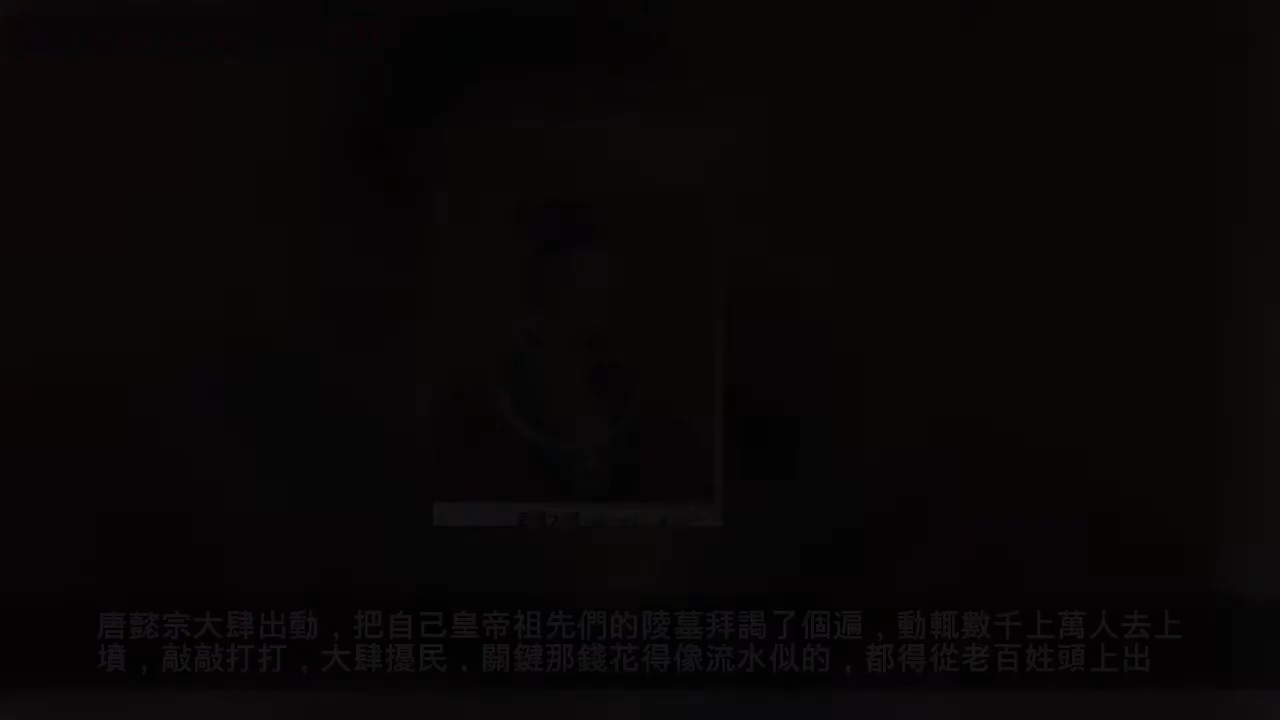 唐懿宗大肆出動，把自己皇帝祖先們的陵墓拜謁了個遍，動輒數千上萬人去上
墳，敲敲打打，大肆擾民，關鍵那錢花得像流水似的，都得從老百姓頭上出